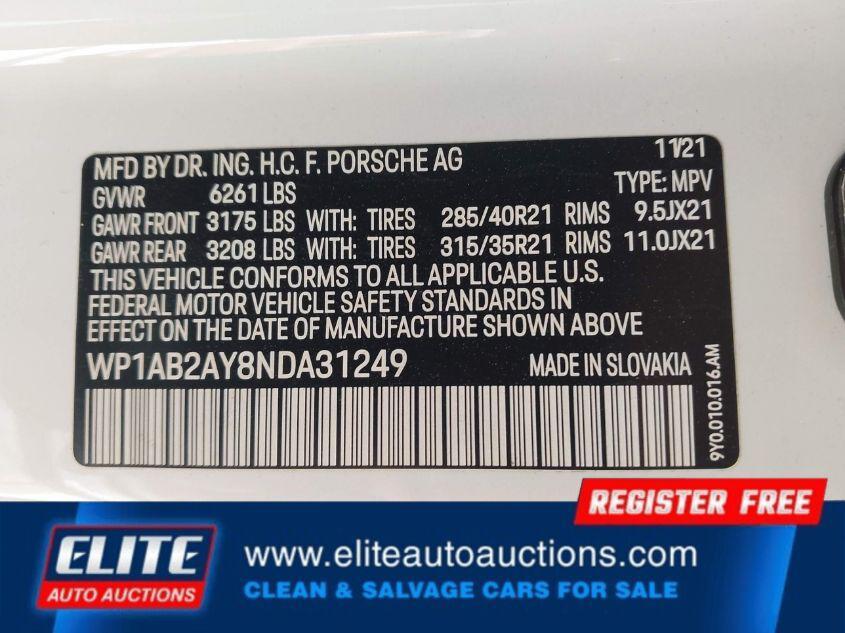 MFD BY DR. ING. H.C. F. PORSCHE AG 11/21
GVWR 6261 LBS TYPE: MPV
GAWR FRONT 3175 LBS WITH: TIRES 285/40R21 RIMS 9.5JX21
GAWR REAR 3208 LBS WITH: TIRES 315/35R21 RIMS 11.0JX21
THIS VEHICLE CONFORMS TO ALL APPLICABLE U.S.
FEDERAL MOTOR VEHICLE SAFETY STANDARDS IN
EFFECT ON THE DATE OF MANUFACTURE SHOWN ABOVE
WP1AB2AY8NDA31249 MADE IN SLOVAKIA
9Y0.010.016.AM
REGISTER FREE
ELITE
AUTO AUCTIONS
www.eliteautoauctions.com
CLEAN & SALVAGE CARS FOR SALE